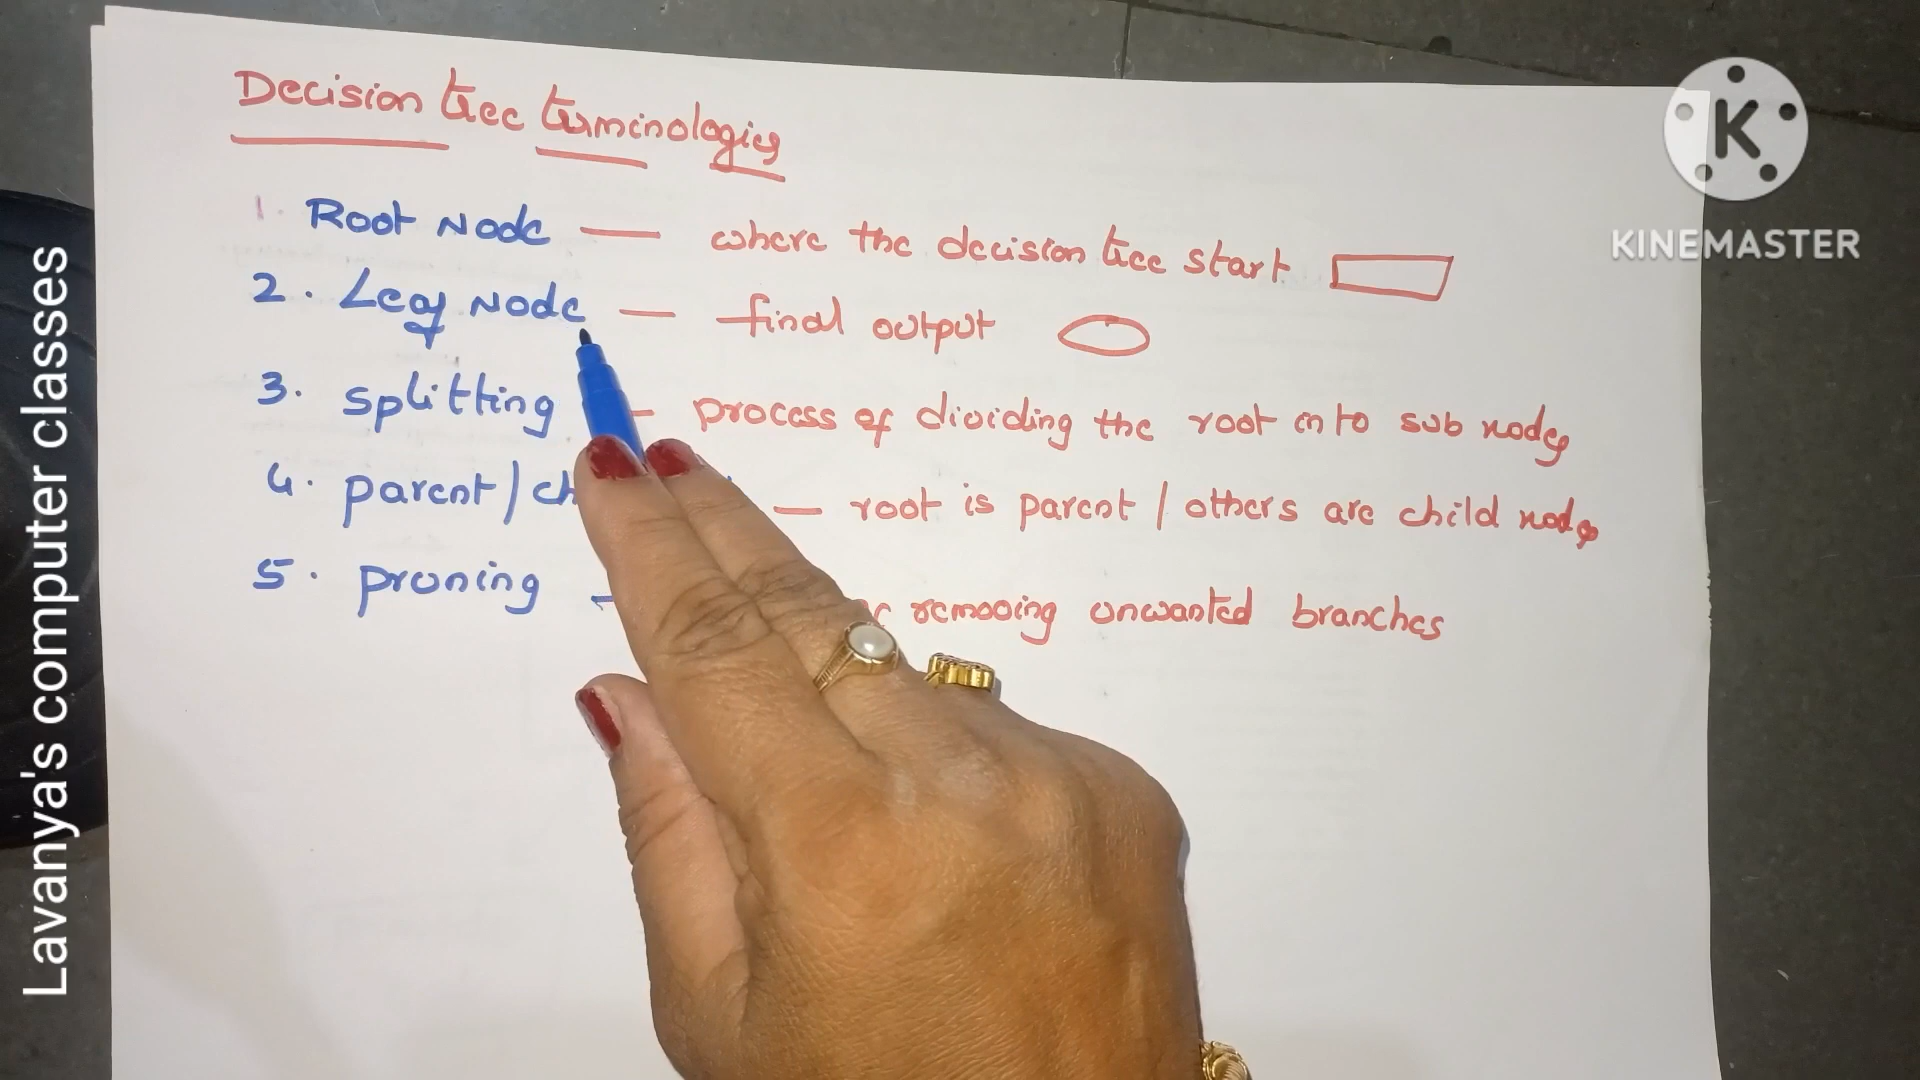 Decision tree terminologies
1. Root Node — where the decision tree start
2. Leaf Node — final output
3. splitting — process of dividing the root into sub nodes
4. parent / — root is parent / others are child nodes
5. pruning — removing unwanted branches
Lavanya's computer classes
K
KINEMASTER